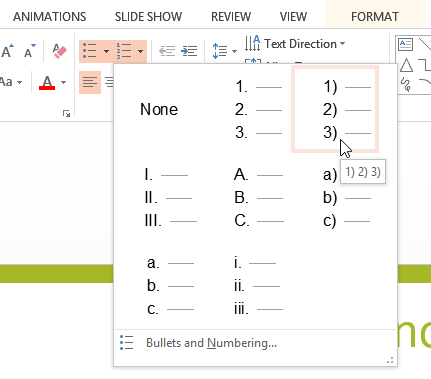 ANIMATIONS SLIDE SHOW REVIEW VIEW FORMAT
A A Text Direction
Aa A
None
1.
2.
3.
1)
2)
3)
1) 2) 3)
I.
II.
III.
A.
B.
C.
a)
b)
c)
a.
b.
c.
i.
ii.
iii.
Bullets and Numbering...